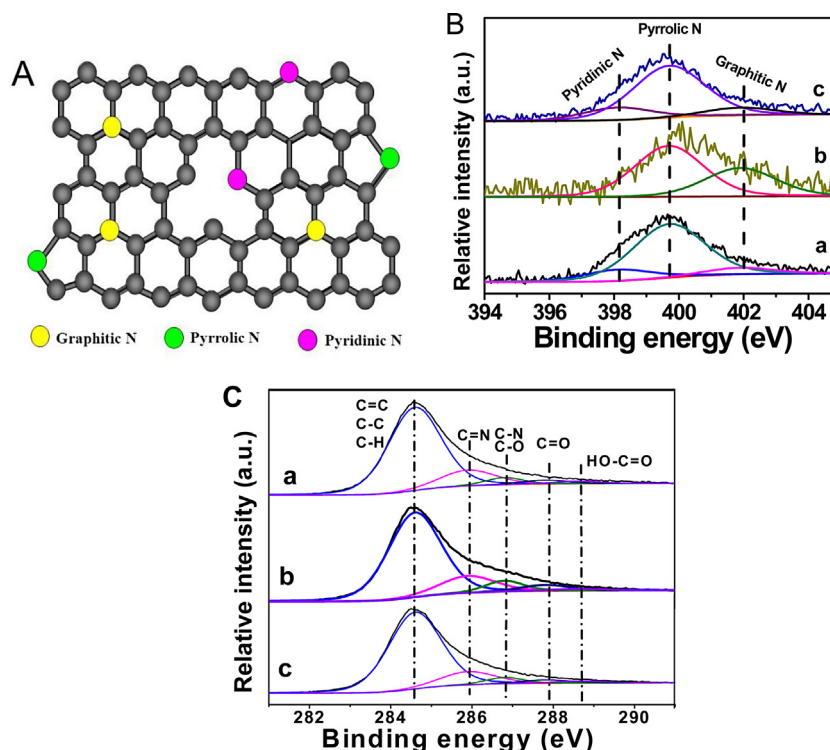 A
Graphitic N
Pyrrolic N
Pyridinic N
B
Pyrrolic N
Pyridinic N
Graphitic N
c
b
a
Relative intensity (a.u.)
394 396 398 400 402 404
Binding energy (eV)
C
C=C
C-C
C-H
C=N
C-N
C-O
C=O
HO-C=O
a
b
c
Relative intensity (a.u.)
282 284 286 288 290
Binding energy (eV)